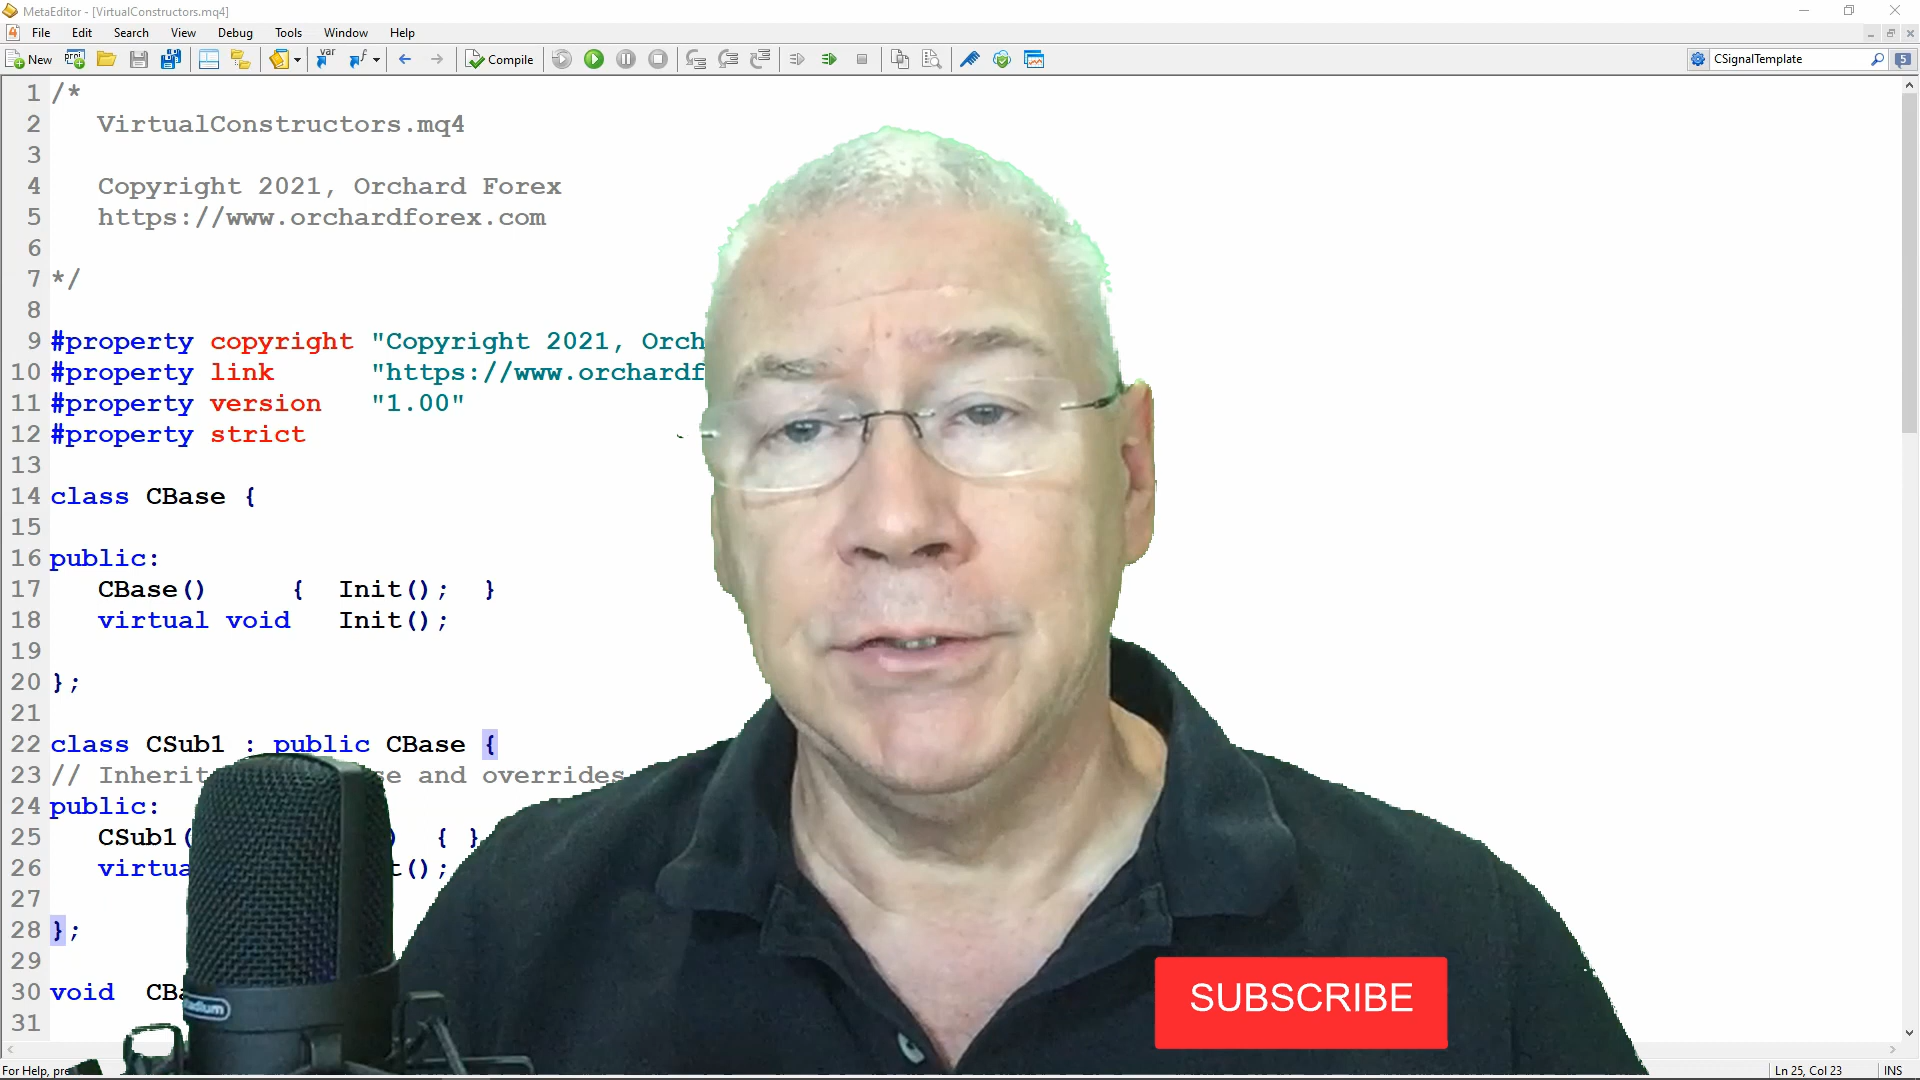 MetaEditor - [VirtualConstructors.mq4]
File Edit Search View Debug Tools Window Help
New Compile CSignalTemplate 5
1 /*
2 VirtualConstructors.mq4
3
4 Copyright 2021, Orchard Forex
5 https://www.orchardforex.com
6
7 */
8
9 #property copyright "Copyright 2021, Orch
10 #property link "https://www.orchardf
11 #property version "1.00"
12 #property strict
13
14 class CBase {
15
16 public:
17 CBase() { Init(); }
18 virtual void Init();
19
20 };
21
22 class CSub1 : public CBase {
23 // Inherit se and overrides
24 public:
25 CSub1( ) { }
26 virtua t();
27
28 };
29
30 void CBa
31
SUBSCRIBE
For Help, pre Ln 25, Col 23 INS